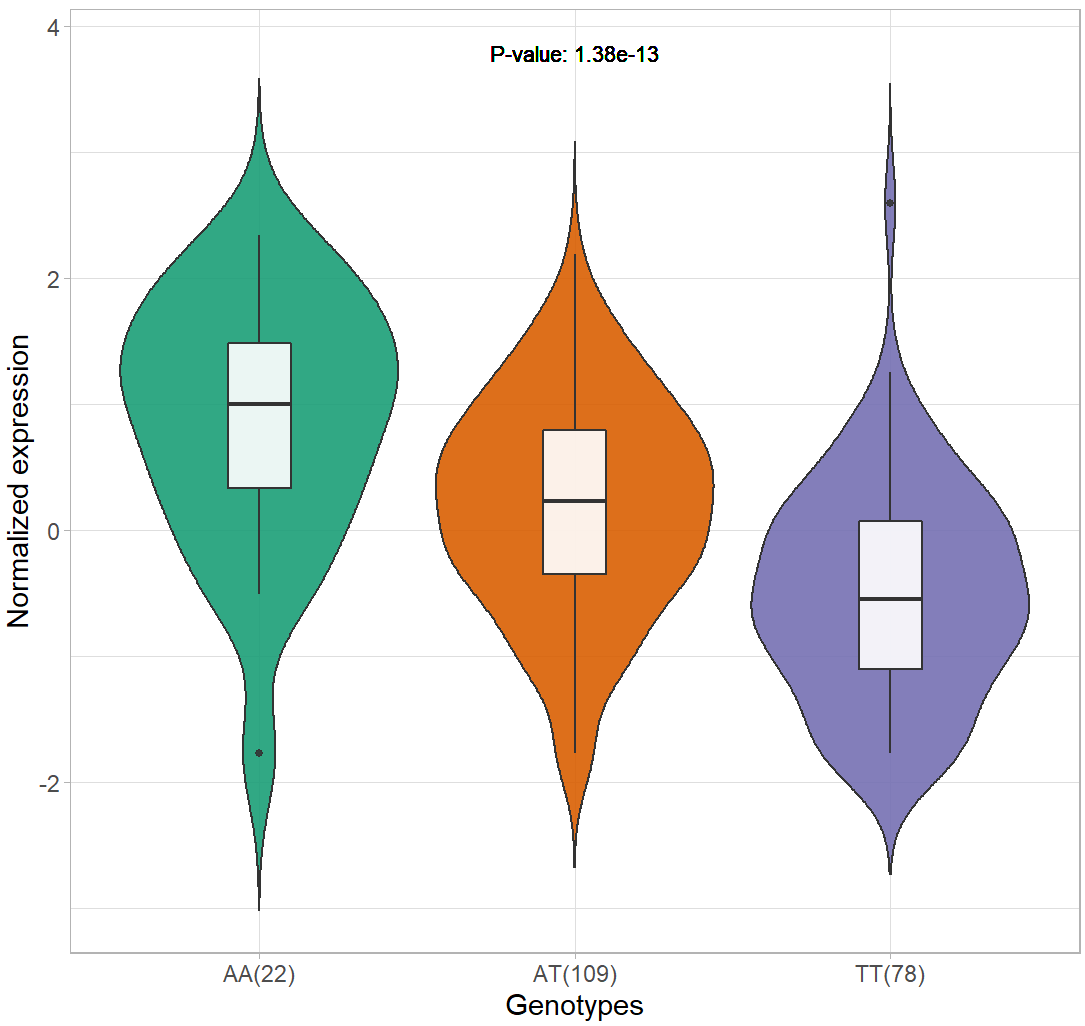 P-value: 1.38e-13
Normalized expression
4
2
0
-2
AA(22)
AT(109)
TT(78)
Genotypes